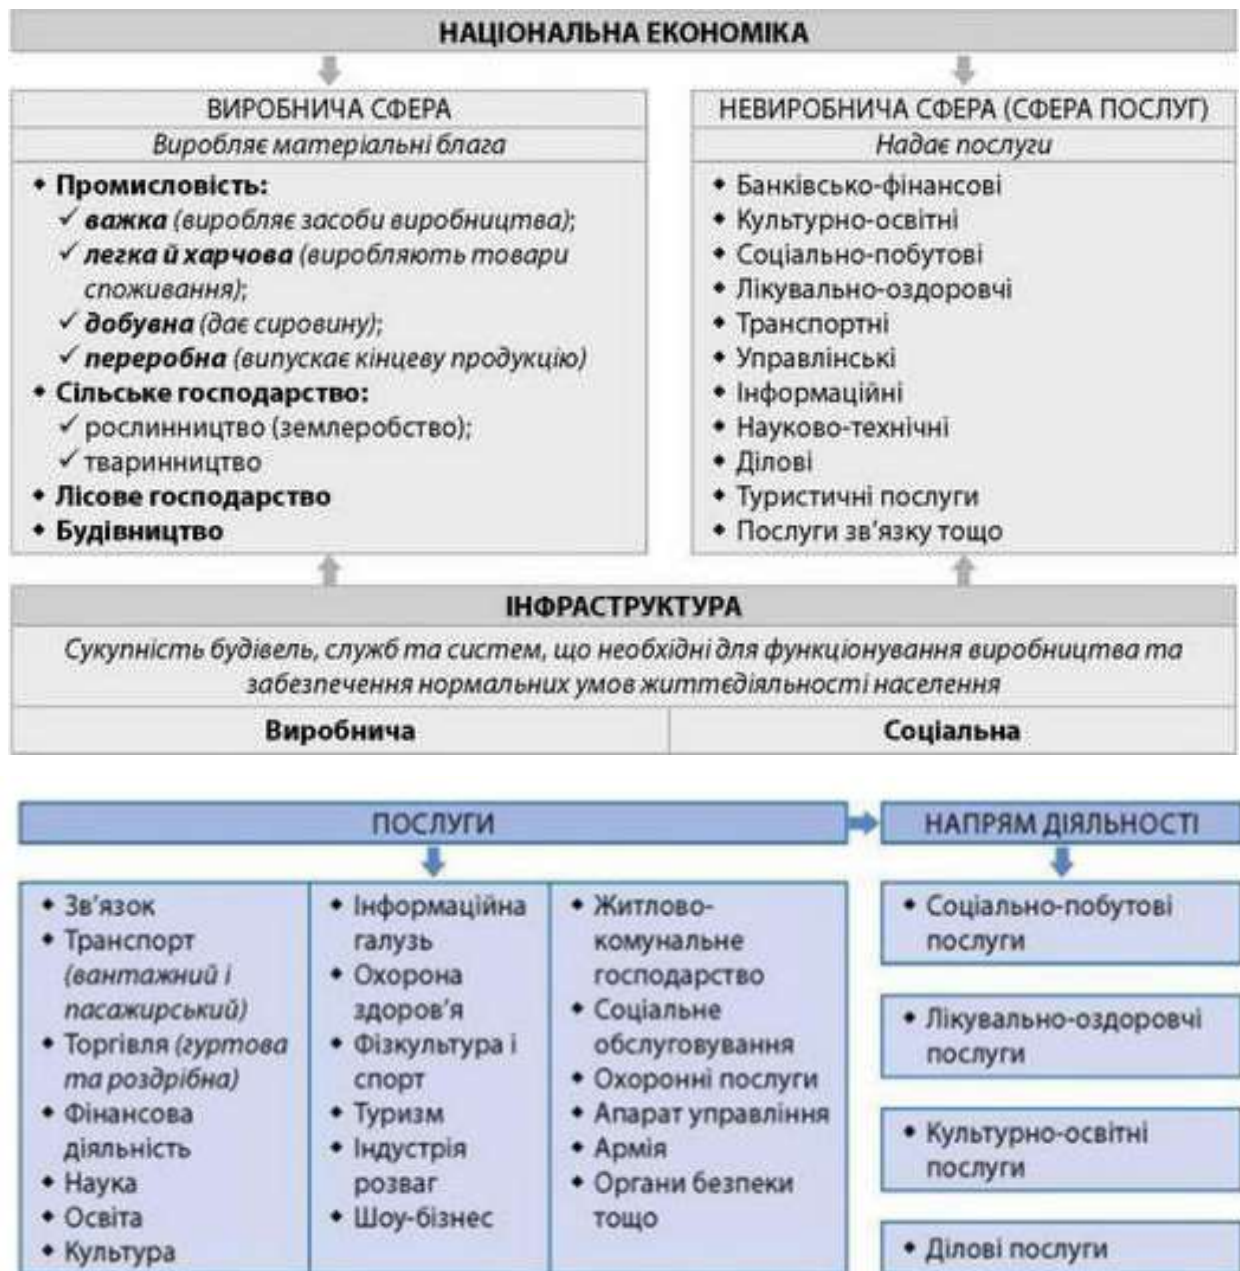 НАЦІОНАЛЬНА ЕКОНОМІКА
ВИРОБНИЧА СФЕРА
Виробляє матеріальні блага
◆ Промисловість:
✓ важка (виробляє засоби виробництва);
✓ легка й харчова (виробляють товари
споживання);
✓ добувна (дає сировину);
✓ переробна (випускає кінцеву продукцію)
◆ Сільське господарство:
✓ рослинництво (землеробство);
✓ тваринництво
◆ Лісове господарство
◆ Будівництво
НЕВИРОБНИЧА СФЕРА (СФЕРА ПОСЛУГ)
Надає послуги
◆ Банківсько-фінансові
◆ Культурно-освітні
◆ Соціально-побутові
◆ Лікувально-оздоровчі
◆ Транспортні
◆ Управлінські
◆ Інформаційні
◆ Науково-технічні
◆ Ділові
◆ Туристичні послуги
◆ Послуги зв'язку тощо
ІНФРАСТРУКТУРА
Сукупність будівель, служб та систем, що необхідні для функціонування виробництва та
забезпечення нормальних умов життєдіяльності населення
Виробнича
Соціальна
ПОСЛУГИ
◆ Зв'язок
◆ Транспорт
(вантажний і
пасажирський)
◆ Торгівля (гуртова
та роздрібна)
◆ Фінансова
діяльність
◆ Наука
◆ Освіта
◆ Культура
◆ Інформаційна
галузь
◆ Охорона
здоров'я
◆ Фізкультура і
спорт
◆ Туризм
◆ Індустрія
розваг
◆ Шоу-бізнес
◆ Житлово-
комунальне
господарство
◆ Соціальне
обслуговування
◆ Охоронні послуги
◆ Апарат управління
◆ Армія
◆ Органи безпеки
тощо
НАПРЯМ ДІЯЛЬНОСТІ
◆ Соціально-побутові
послуги
◆ Лікувально-оздоровчі
послуги
◆ Культурно-освітні
послуги
◆ Ділові послуги